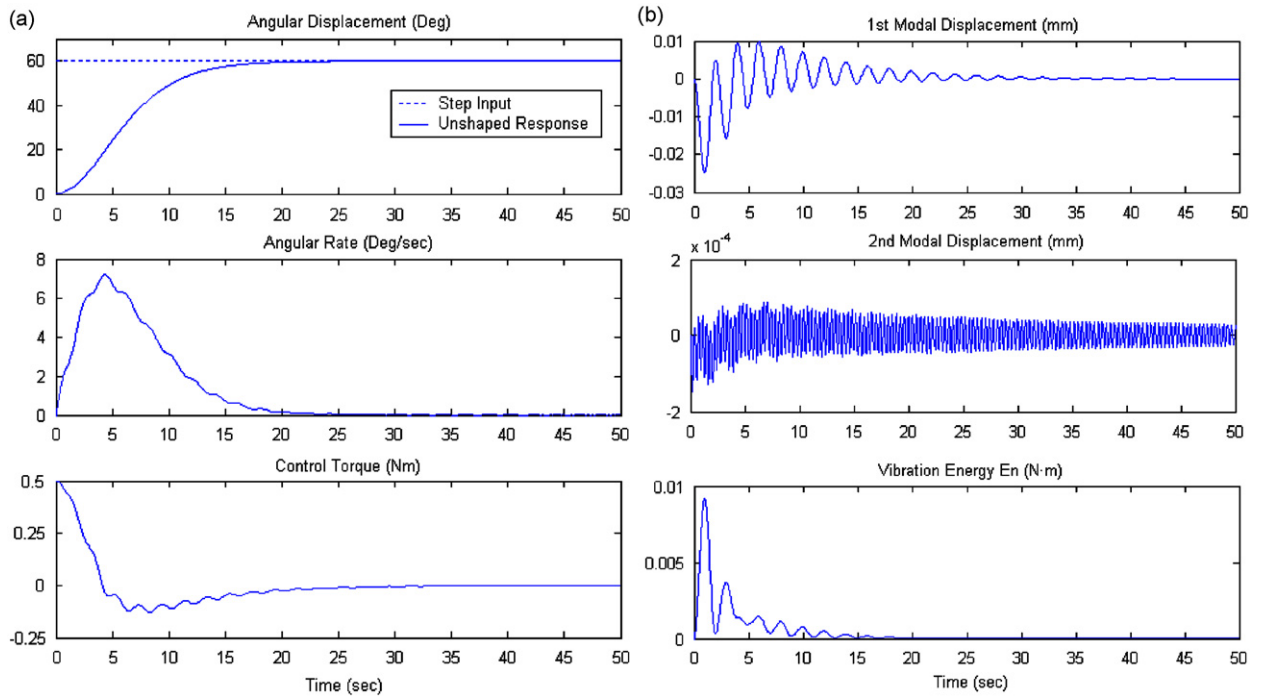 (a)
Angular Displacement (Deg)
60
40
20
0
Step Input
Unshaped Response
0 5 10 15 20 25 30 35 40 45 50
Angular Rate (Deg/sec)
8
6
4
2
0
0 5 10 15 20 25 30 35 40 45 50
Control Torque (Nm)
0.5
0.25
0
-0.25
0 5 10 15 20 25 30 35 40 45 50
Time (sec)
(b)
1st Modal Displacement (mm)
0.01
0
-0.01
-0.02
-0.03
0 5 10 15 20 25 30 35 40 45 50
2nd Modal Displacement (mm)
x 10-4
2
0
-2
0 5 10 15 20 25 30 35 40 45 50
Vibration Energy En (N·m)
0.01
0.005
0
0 5 10 15 20 25 30 35 40 45 50
Time (sec)